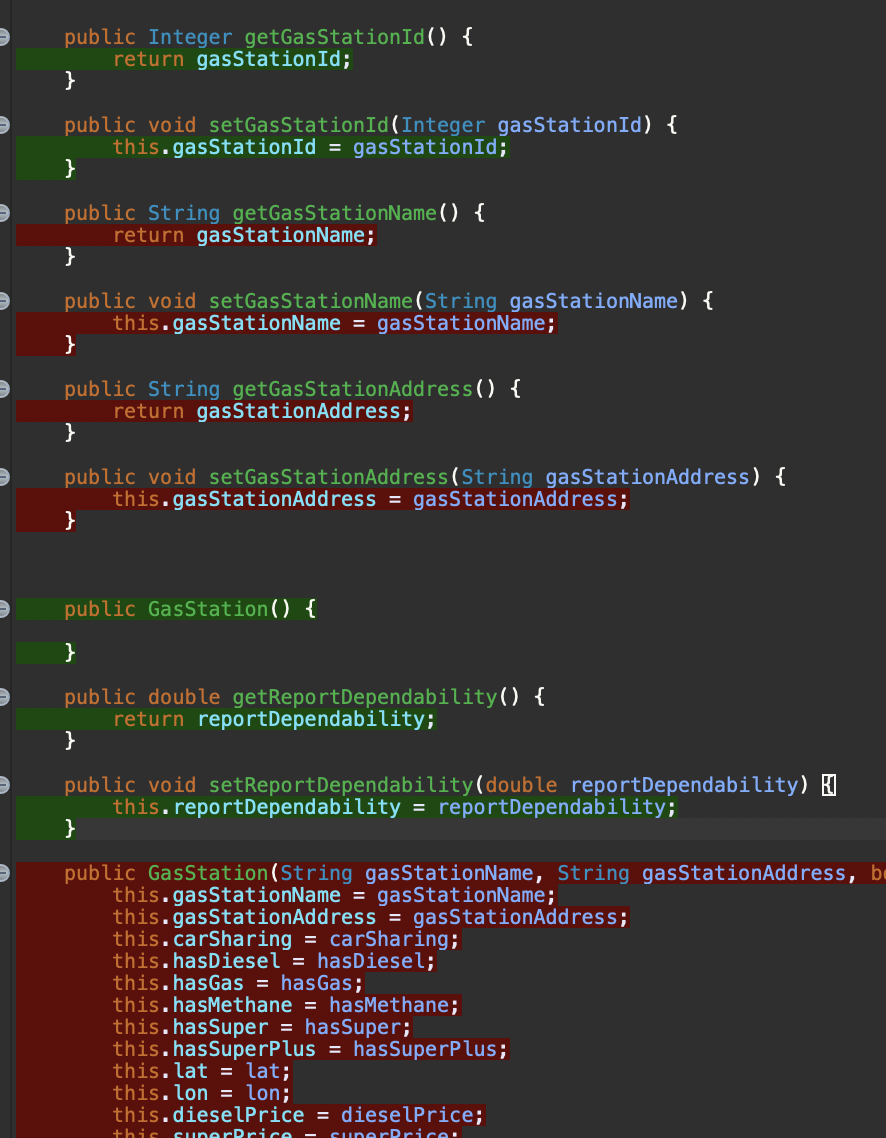 public Integer getGasStationId() {
return gasStationId;
}
public void setGasStationId(Integer gasStationId) {
this.gasStationId = gasStationId;
}
public String getGasStationName() {
return gasStationName;
}
public void setGasStationName(String gasStationName) {
this.gasStationName = gasStationName;
}
public String getGasStationAddress() {
return gasStationAddress;
}
public void setGasStationAddress(String gasStationAddress) {
this.gasStationAddress = gasStationAddress;
}
public GasStation() {
}
public double getReportDependability() {
return reportDependability;
}
public void setReportDependability(double reportDependability) {
this.reportDependability = reportDependability;
}
public GasStation(String gasStationName, String gasStationAddress,
this.gasStationName = gasStationName;
this.gasStationAddress = gasStationAddress;
this.carSharing = carSharing;
this.hasDiesel = hasDiesel;
this.hasGas = hasGas;
this.hasMethane = hasMethane;
this.hasSuper = hasSuper;
this.hasSuperPlus = hasSuperPlus;
this.lat = lat;
this.lon = lon;
this.dieselPrice = dieselPrice;
this.superPrice = superPrice;